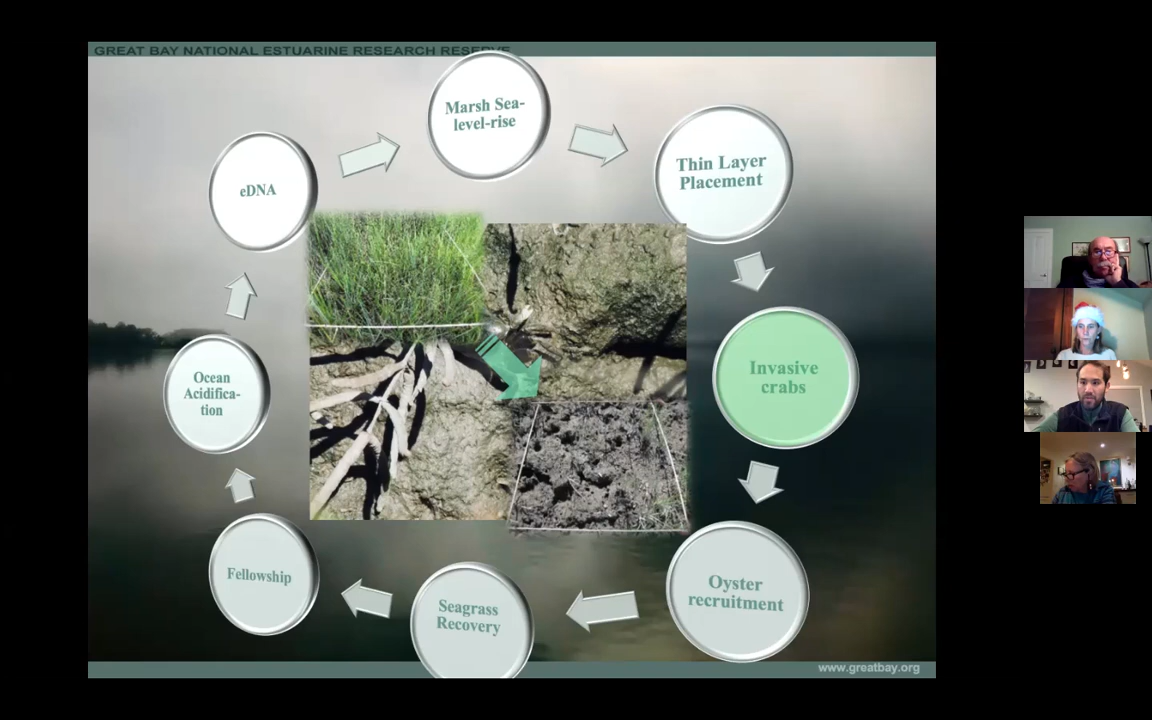 GREAT BAY NATIONAL ESTUARINE RESEARCH RESERVE
Marsh Sea-
level-rise
Thin Layer
Placement
eDNA
Invasive
crabs
Ocean
Acidifica-
tion
Oyster
recruitment
Fellowship
Seagrass
Recovery
www.greatbay.org